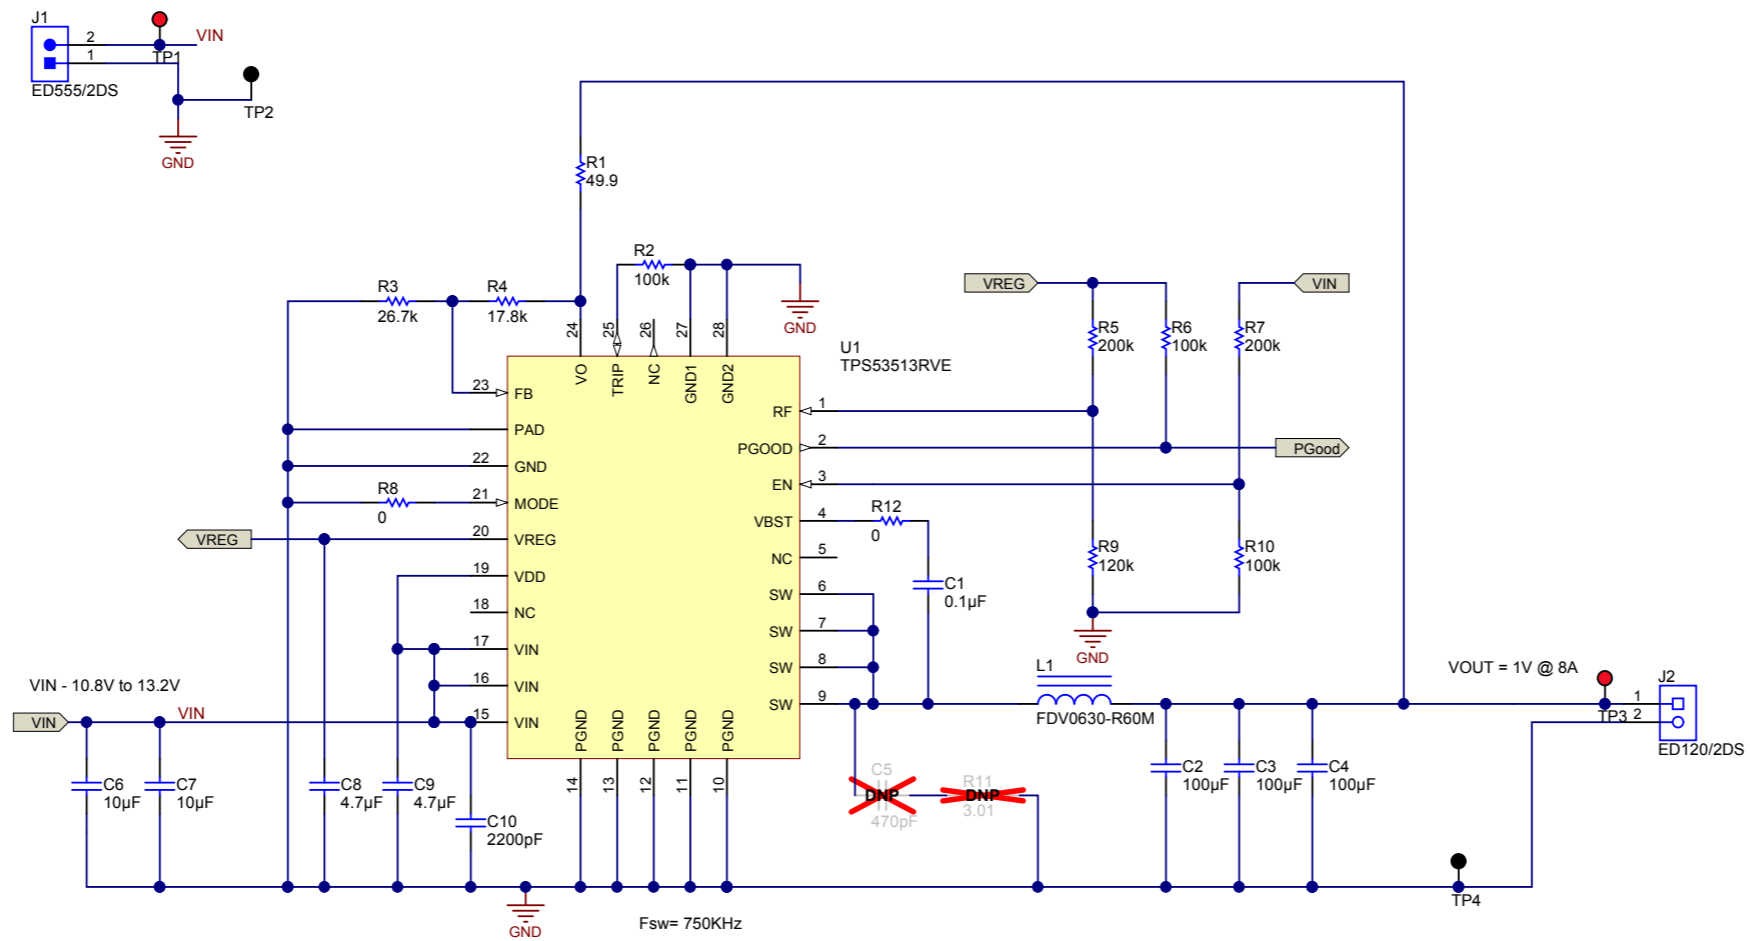 J1
2
VIN
1
TP1
ED555/2DS
TP2
GND
R1
49.9
R2
100k
GND
R3
26.7k
R4
17.8k
24
25
26
27
28
VO
TRIP
NC
GND1
GND2
U1
TPS53513RVE
VREG
VIN
R5
200k
R6
100k
R7
200k
23
FB
PAD
22
GND
R8
0
21
MODE
VREG
20
VREG
19
VDD
18
NC
17
VIN
16
VIN
15
VIN
RF
1
PGOOD
2
PGood
EN
3
VBST
4
R12
0
NC
5
SW
6
SW
7
SW
8
SW
9
C1
0.1µF
R9
120k
R10
100k
GND
L1
FDV0630-R60M
VOUT = 1V @ 8A
TP3
J2
1
2
ED120/2DS
VIN - 10.8V to 13.2V
VIN
VIN
C6
10µF
C7
10µF
C8
4.7µF
C9
4.7µF
C10
2200pF
PGND
PGND
PGND
PGND
PGND
14
13
12
11
10
C5
DNP
470pF
R11
DNP
3.01
C2
100µF
C3
100µF
C4
100µF
TP4
GND
Fsw= 750KHz